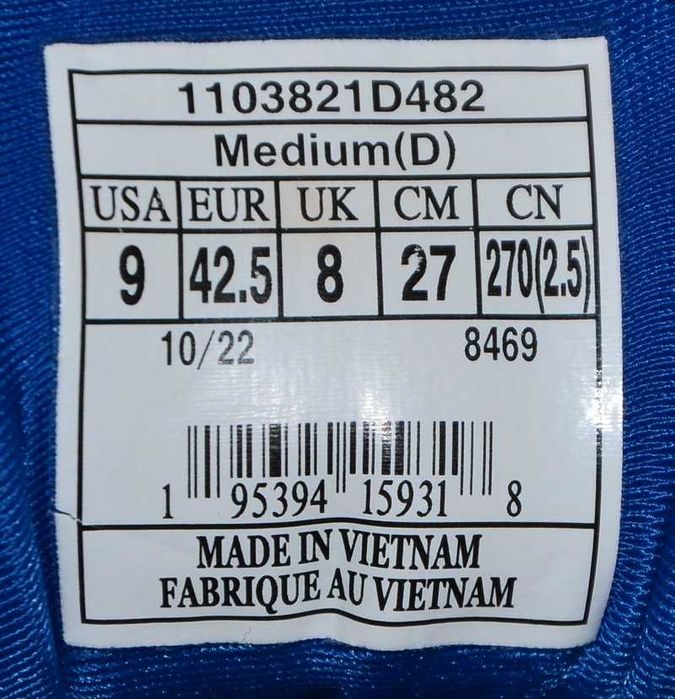 1103821D482
Medium(D)
USA EUR UK CM CN
9 42.5 8 27 270(2.5)
10/22 8469
1 95394 15931 8
MADE IN VIETNAM
FABRIQUE AU VIETNAM